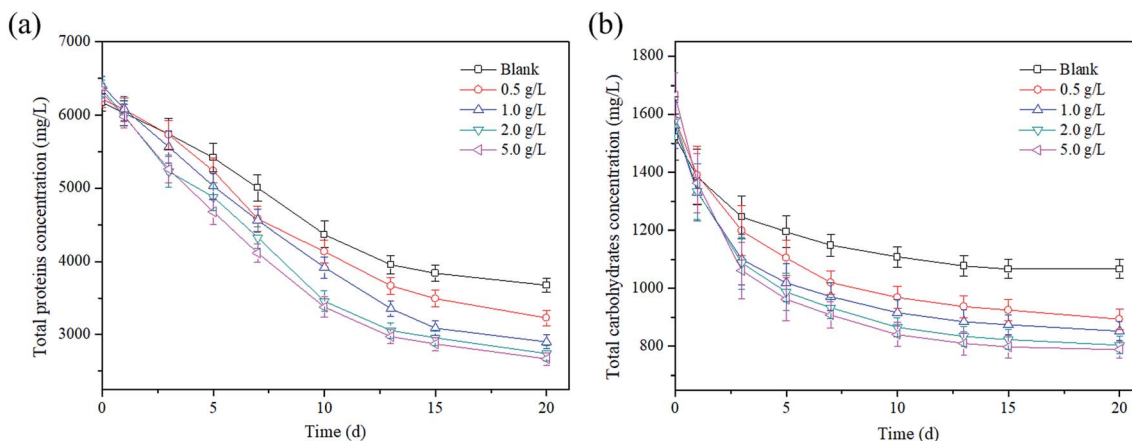 (a)
Total proteins concentration (mg/L)
7000
6000
5000
4000
3000
0
5
10
15
20
Time (d)
Blank
0.5 g/L
1.0 g/L
2.0 g/L
5.0 g/L
(b)
Total carbohydrates concentration (mg/L)
1800
1600
1400
1200
1000
800
0
5
10
15
20
Time (d)
Blank
0.5 g/L
1.0 g/L
2.0 g/L
5.0 g/L